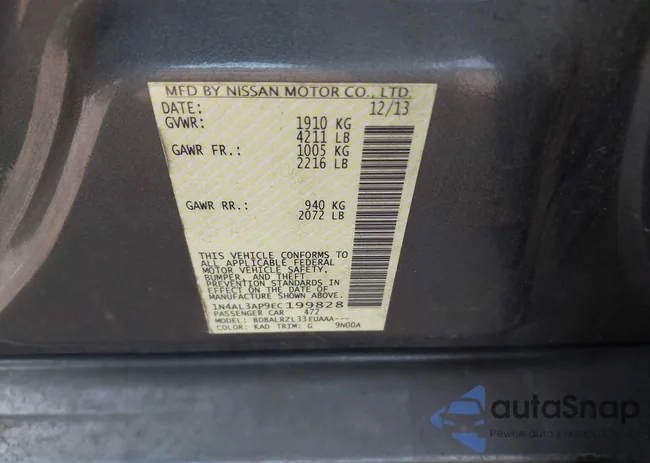 MFD BY NISSAN MOTOR CO., LTD.
DATE: 12/13
GVWR: 1910 KG
4211 LB
GAWR FR.: 1005 KG
2216 LB
GAWR RR.: 940 KG
2072 LB
THIS VEHICLE CONFORMS TO
ALL APPLICABLE FEDERAL
MOTOR VEHICLE SAFETY,
BUMPER, AND THEFT
PREVENTION STANDARDS IN
EFFECT ON THE DATE OF
MANUFACTURE SHOWN ABOVE.
1N4AL3AP9EC199828
PASSENGER CAR 472
MODEL: BDBALRZL33EUAAA---
COLOR: KAD TRIM: G 9N00A
autoSnap
Pewne auta